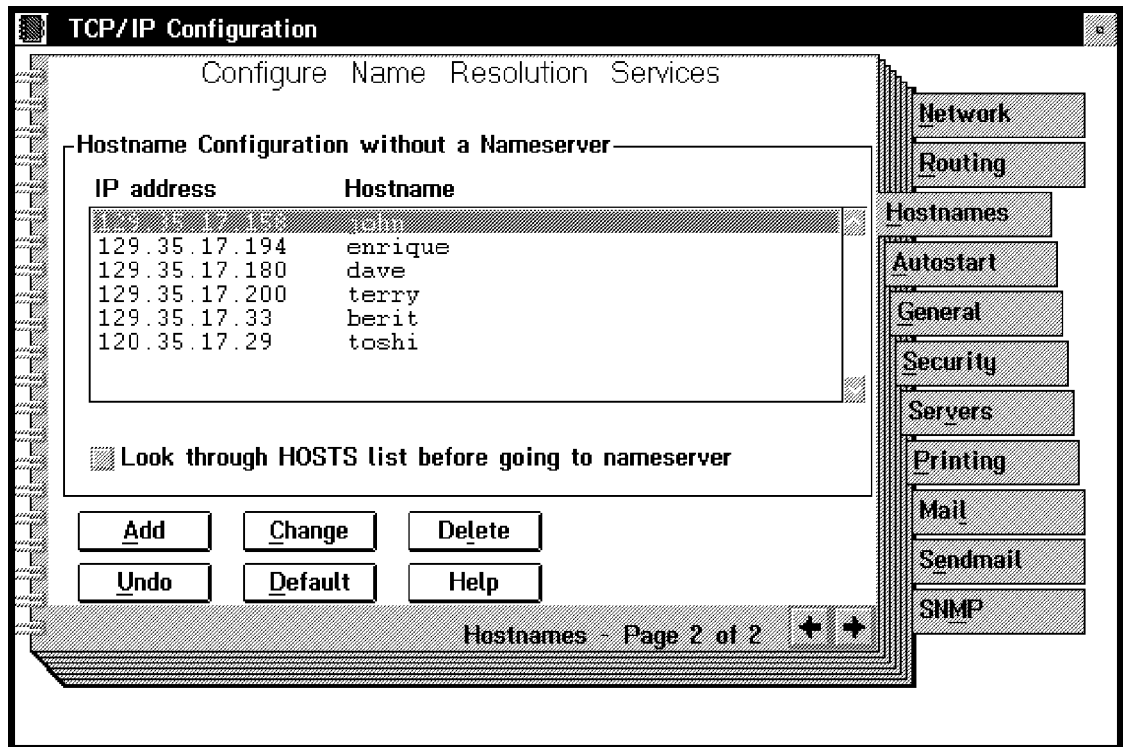 TCP/IP Configuration
Configure Name Resolution Services
Hostname Configuration without a Nameserver
IP address Hostname
129.35.17.158 john
129.35.17.194 enrique
129.35.17.180 dave
129.35.17.200 terry
129.35.17.33 berit
120.35.17.29 toshi
Look through HOSTS list before going to nameserver
Add Change Delete
Undo Default Help
Hostnames - Page 2 of 2
Network
Routing
Hostnames
Autostart
General
Security
Servers
Printing
Mail
Sendmail
SNMP